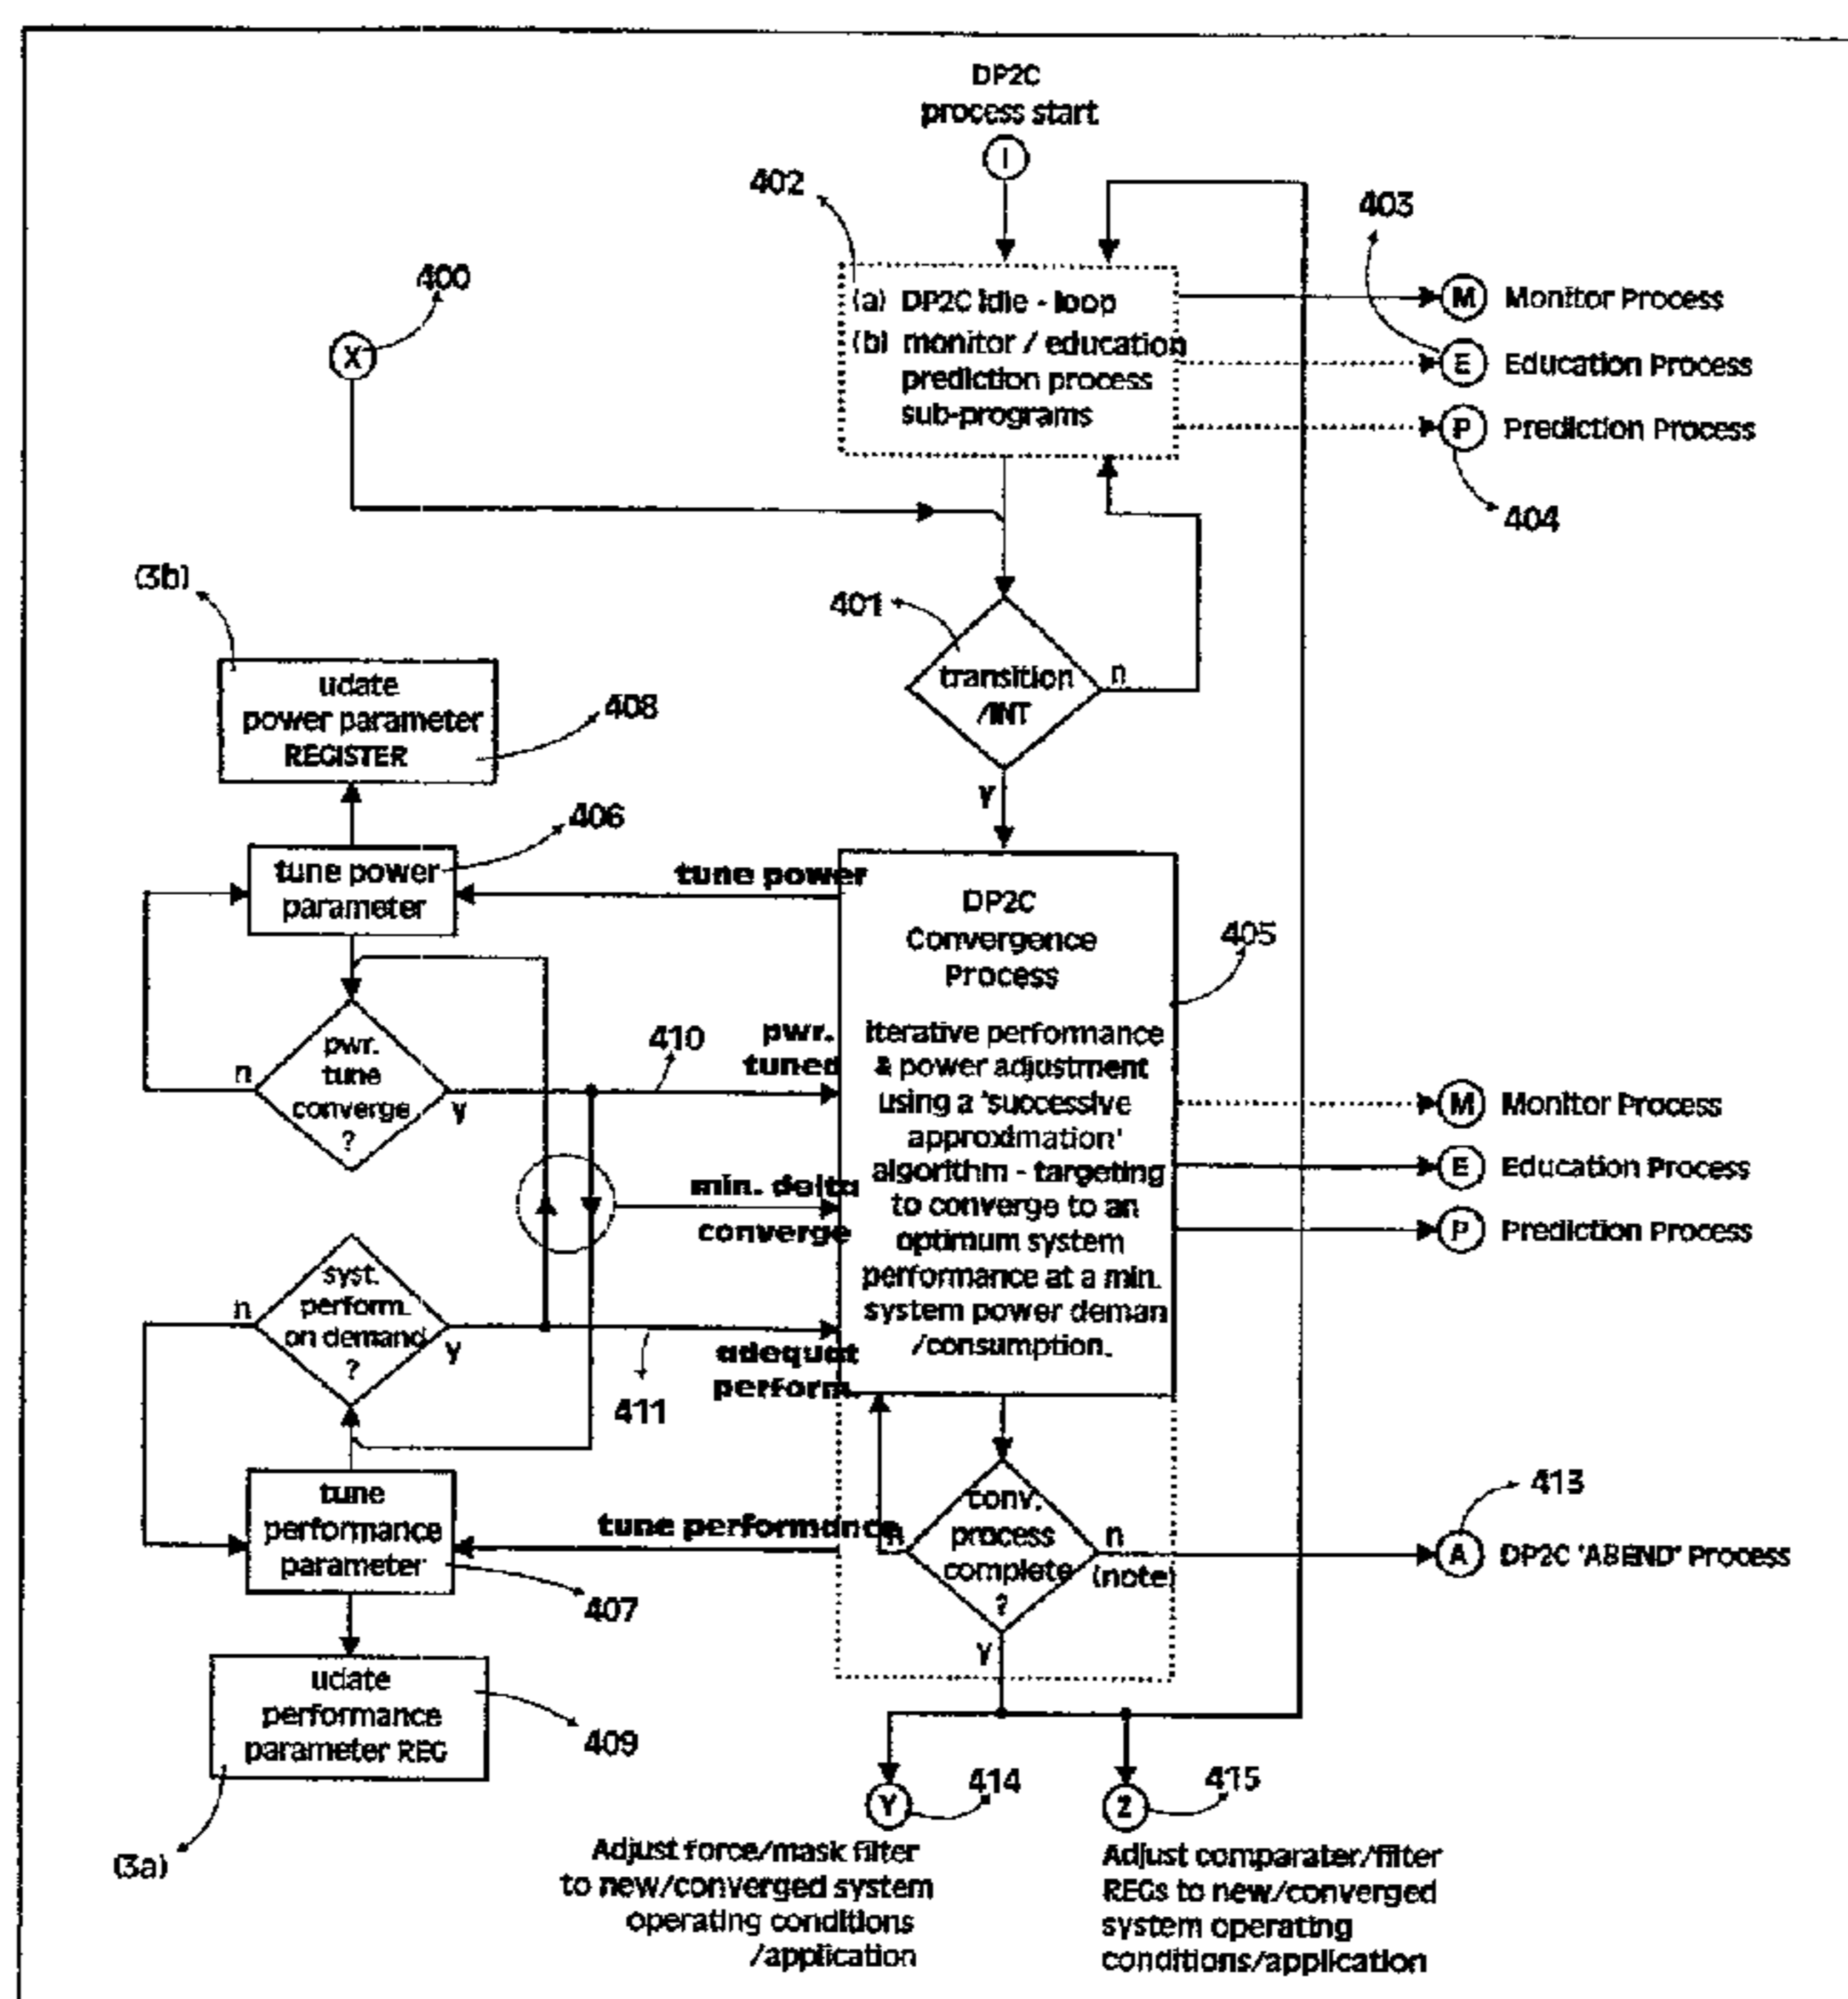 DP2C
process start
I
402
403
400
X
(a) DP2C idle - loop
(b) monitor / education
prediction process
sub-programs
M Monitor Process
E Education Process
P Prediction Process
404
(3b)
401
transition
/INT
n
y
udate
power parameter
REGISTER
408
406
tune power
parameter
tune power
DP2C
Convergence
Process
405
iterative performance
& power adjustment
using a 'successive
approximation'
algorithm - targeting
to converge to an
optimum system
performance at a min.
system power deman
/consumption.
pwr.
tune
converge
?
n
y
410
pwr.
tuned
min. delta
converge
M Monitor Process
E Education Process
P Prediction Process
syst.
perform.
on demand
?
n
y
411
adequat
perform.
tune
performance
parameter
tune performance
407
conv.
process
complete
?
n
n
(note)
y
413
A DP2C 'ABEND' Process
udate
performance
parameter REG
409
(3a)
Y
414
2
415
Adjust force/mask filter
to new/converged system
operating conditions
/application
Adjust comparater/filter
REGs to new/converged
system operating
conditions/application